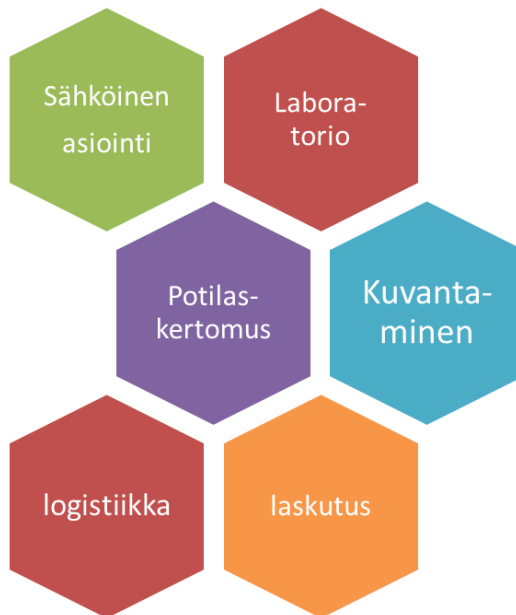 Sähköinen
asiointi
Labora-
torio
Potilas-
kertomus
Kuvanta-
minen
logistiikka
laskutus